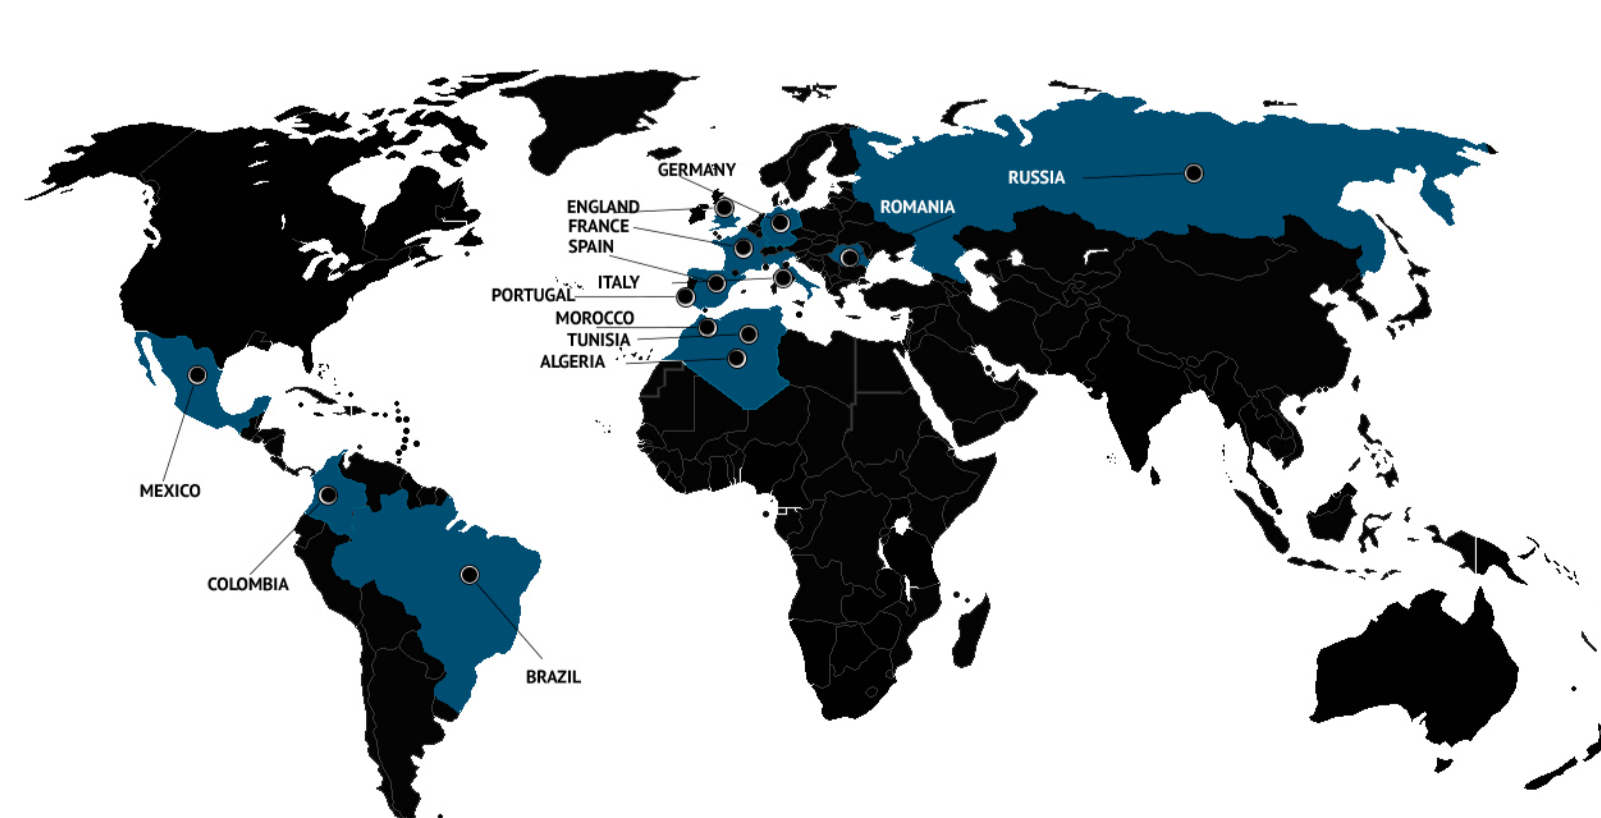 GERMANY
RUSSIA
ENGLAND
ROMANIA
FRANCE
SPAIN
ITALY
PORTUGAL
MOROCCO
TUNISIA
ALGERIA
MEXICO
COLOMBIA
BRAZIL